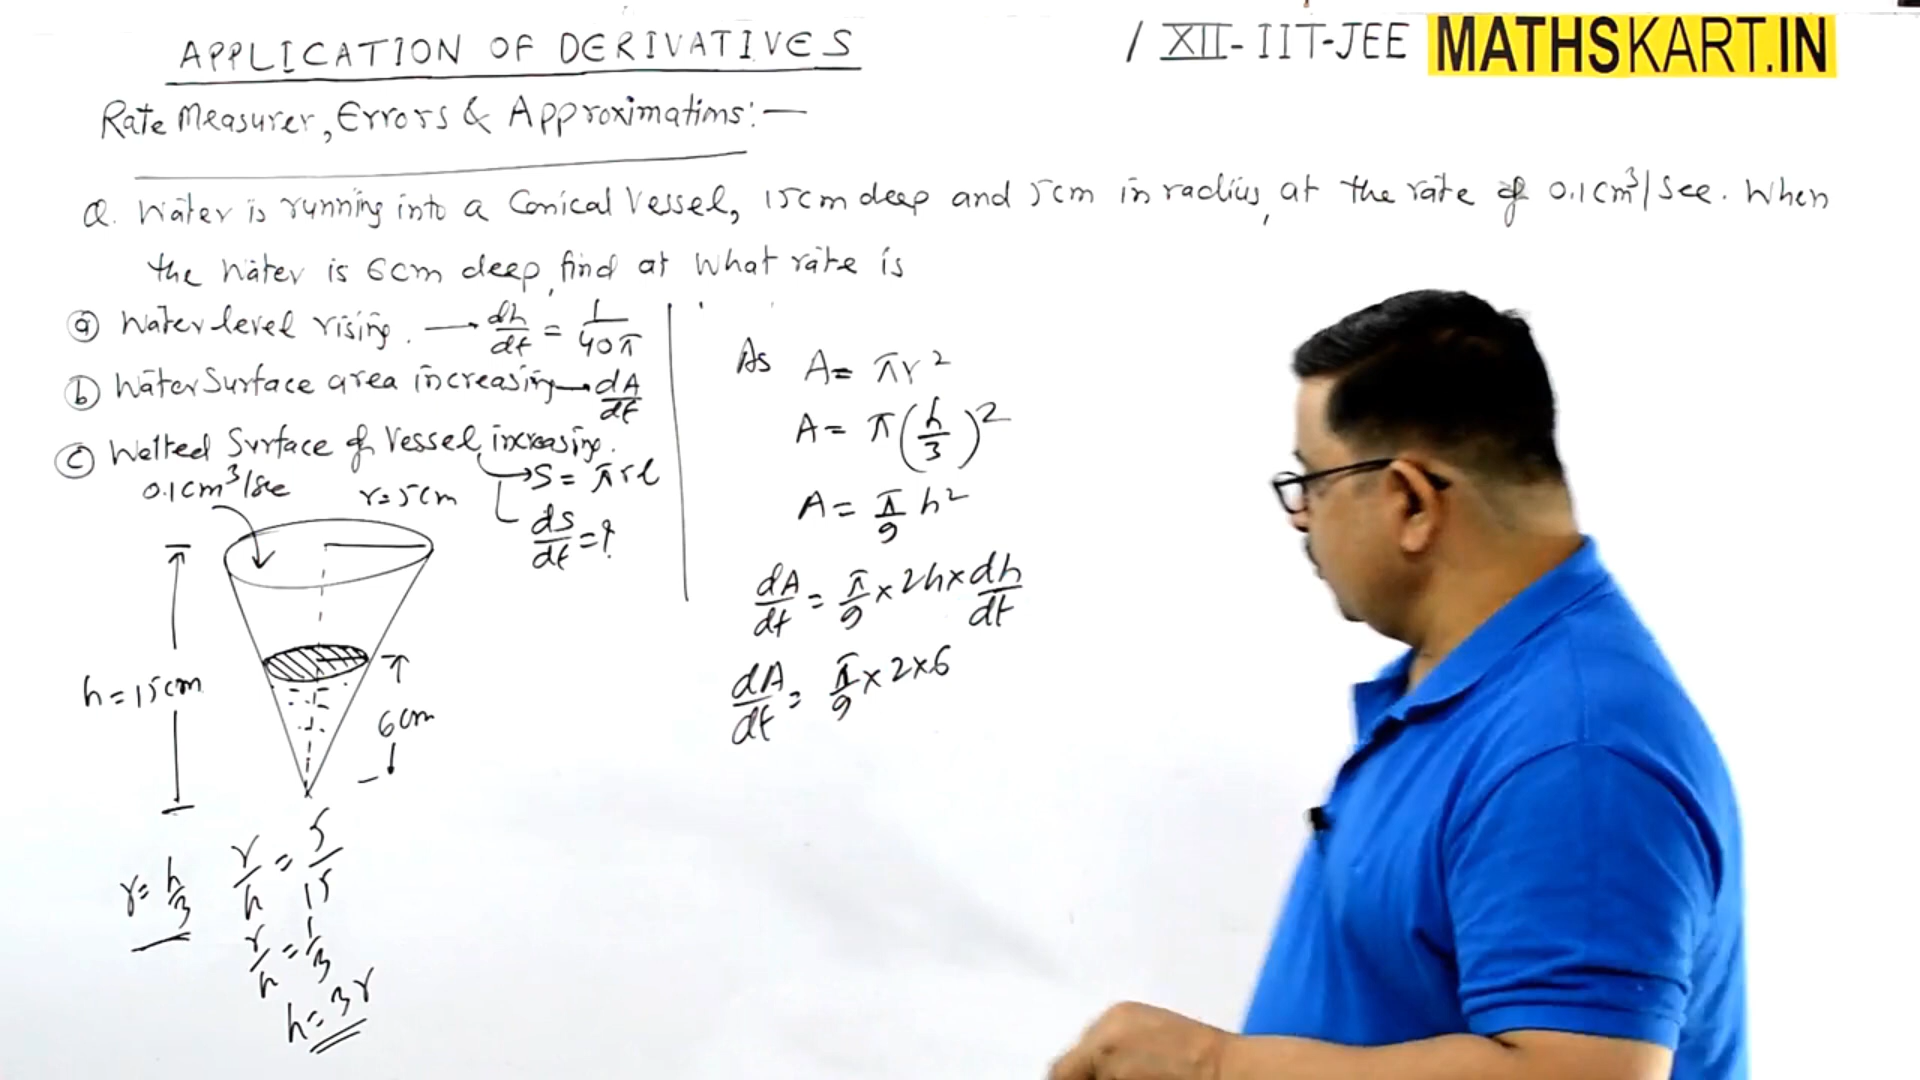 APPLICATION OF DERIVATIVES / XII-IIT-JEE MATHSKART.IN
Rate Measurer, Errors & Approximations:—
Q. Water is running into a Conical Vessel, 15cm deep and 5cm in radius, at the rate of 0.1cm³/sec. When
the water is 6cm deep, find at what rate is
ⓐ Water level rising. → dh/dt = 1/40π
ⓑ Water Surface area increasing → dA/dt
ⓒ Wetted Surface of Vessel increasing.
→ S = πrl
ds/dt = ?
0.1cm³/sec
r=5cm
h=15cm
6cm
r/h = 5/15
r = h/3
r/h = 1/3
h=3r
As A = πr²
A = π(h/3)²
A = π/9 h²
dA/dt = π/9 × 2h × dh/dt
dA/dt = π/9 × 2×6